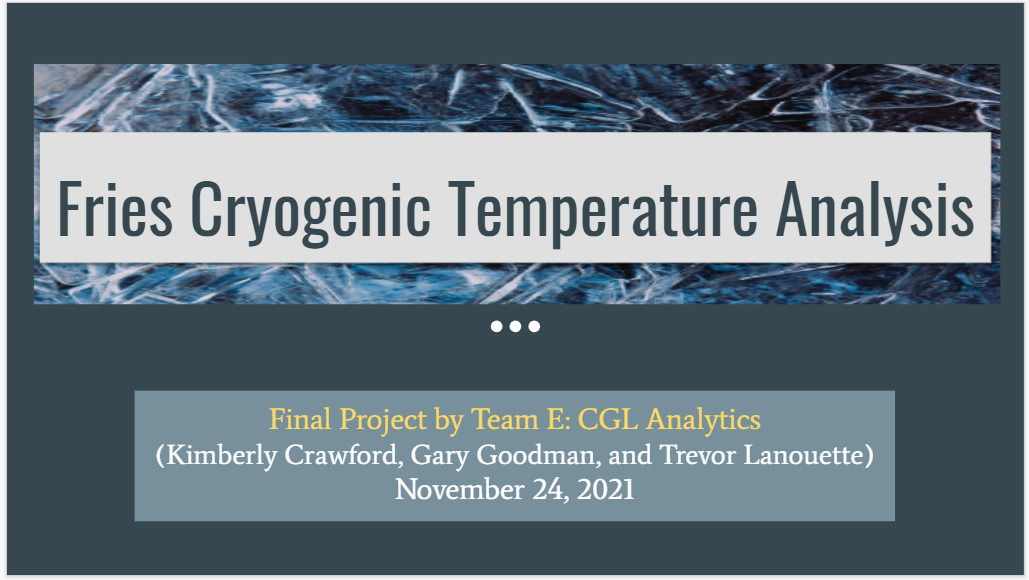 Fries Cryogenic Temperature Analysis
Final Project by Team E: CGL Analytics
(Kimberly Crawford, Gary Goodman, and Trevor Lanouette)
November 24, 2021